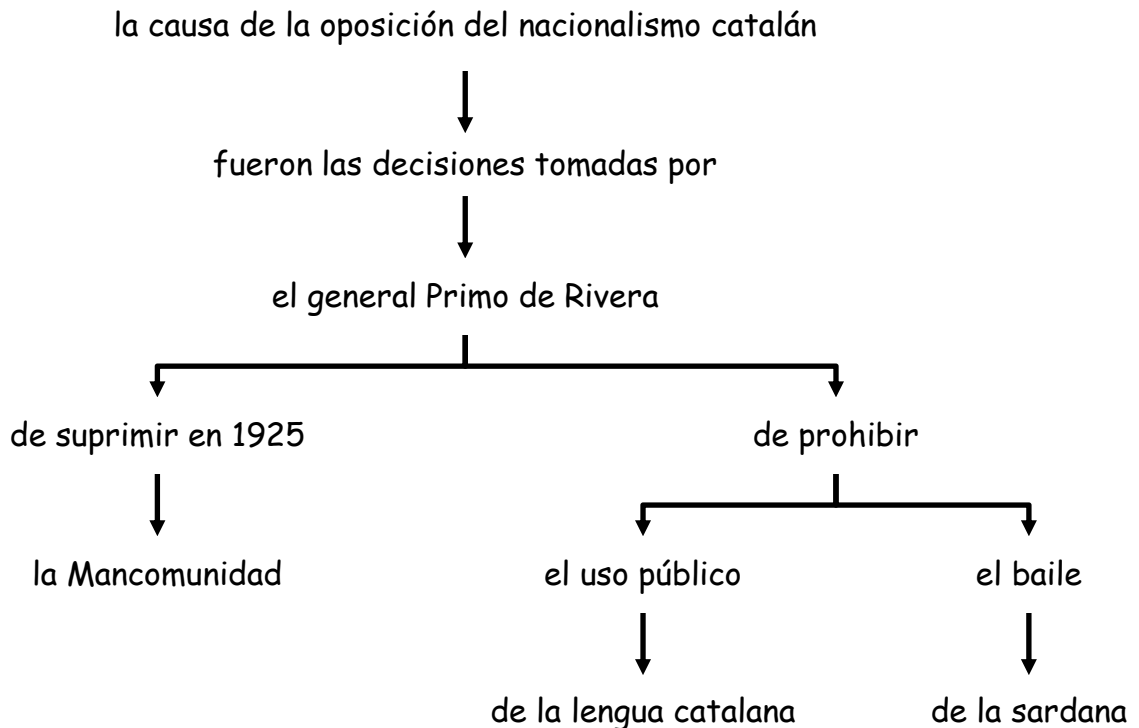 la causa de la oposición del nacionalismo catalán
fueron las decisiones tomadas por
el general Primo de Rivera
de suprimir en 1925
de prohibir
la Mancomunidad
el uso público
el baile
de la lengua catalana
de la sardana